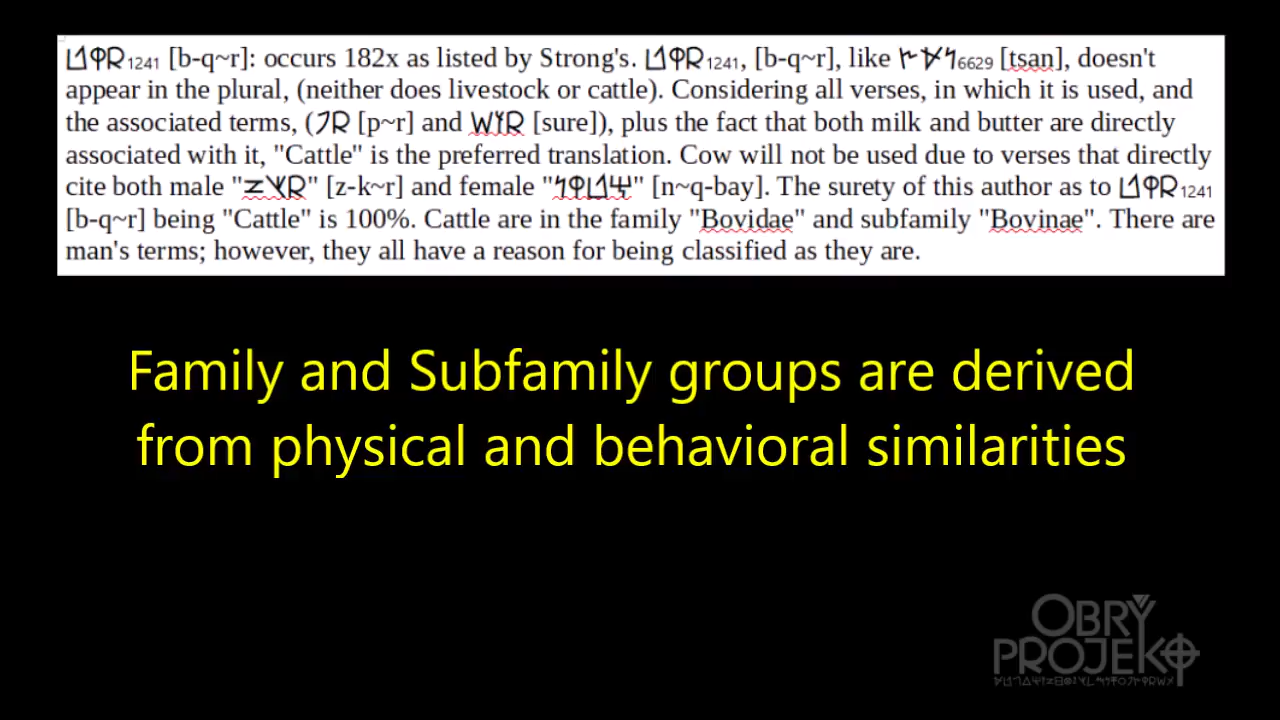 1241 [b-q~r]: occurs 182x as listed by Strong's. 1241, [b-q~r], like 6629 [tsan], doesn't
appear in the plural, (neither does livestock or cattle). Considering all verses, in which it is used, and
the associated terms, ( [p~r] and [sure]), plus the fact that both milk and butter are directly
associated with it, "Cattle" is the preferred translation. Cow will not be used due to verses that directly
cite both male "" [z-k~r] and female "" [n~q-bay]. The surety of this author as to 1241
[b-q~r] being "Cattle" is 100%. Cattle are in the family "Bovidae" and subfamily "Bovinae". There are
man's terms; however, they all have a reason for being classified as they are.
Family and Subfamily groups are derived
from physical and behavioral similarities
OBRY
PROJEKT